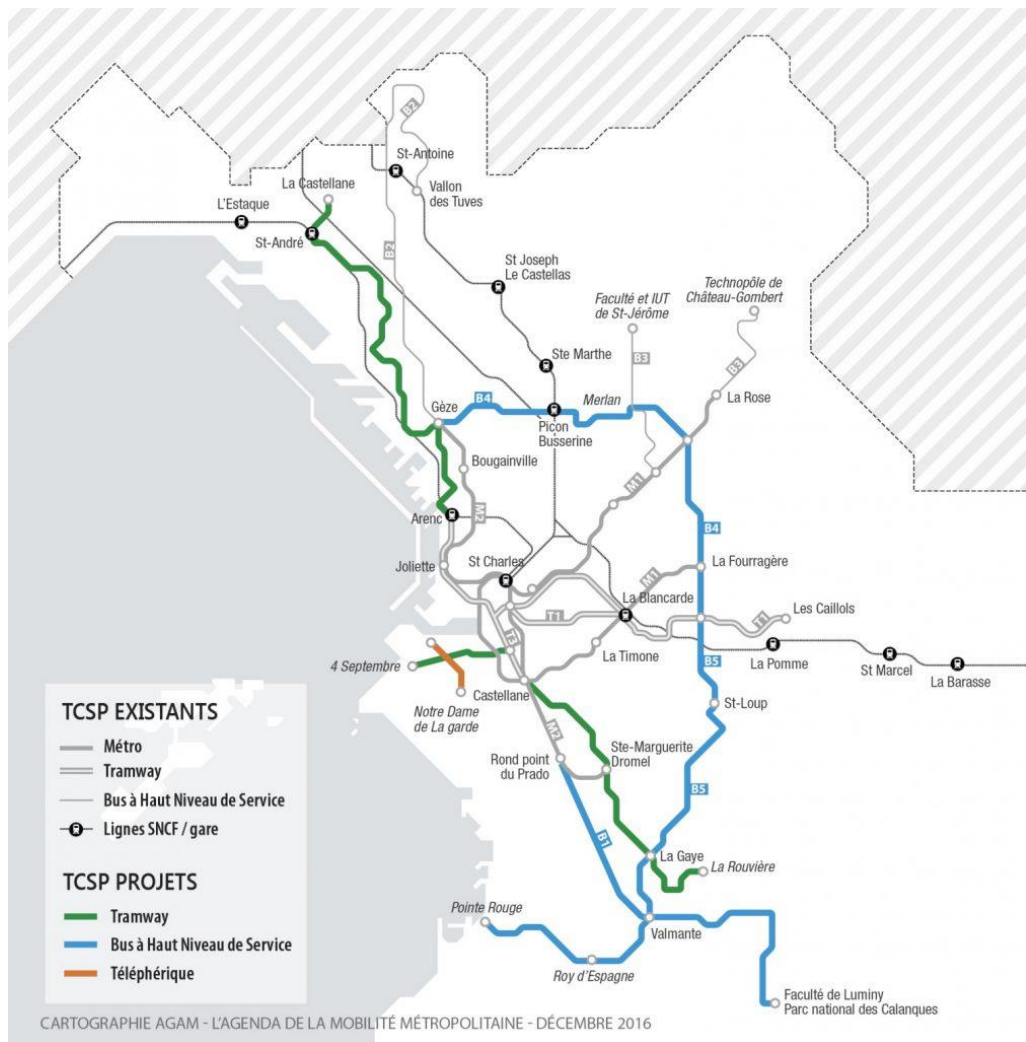 B2
St-Antoine
La Castellane
Vallon
des Tuves
L'Estaque
St-André
B2
St Joseph
Le Castellas
Technopôle de
Château-Gombert
Faculté et IUT
de St-Jérôme
Ste Marthe
B3
B3
Merlan
La Rose
B4
Gèze
Picon
Busserine
Bougainville
M1
M2
Arenc
B4
St Charles
Joliette
La Fourragère
M1
La Blancarde
Les Caillols
T1
T1
T3
La Timone
4 Septembre
B5
La Pomme
St Marcel
La Barasse
Castellane
St-Loup
Notre Dame
de La garde
M2
Ste-Marguerite
Dromel
Rond point
du Prado
B5
B1
La Gaye
La Rouvière
Pointe Rouge
Valmante
Roy d'Espagne
Faculté de Luminy
Parc national des Calanques
TCSP EXISTANTS
Métro
Tramway
Bus à Haut Niveau de Service
Lignes SNCF / gare
TCSP PROJETS
Tramway
Bus à Haut Niveau de Service
Téléphérique
CARTOGRAPHIE AGAM - L'AGENDA DE LA MOBILITÉ MÉTROPOLITAINE - DÉCEMBRE 2016